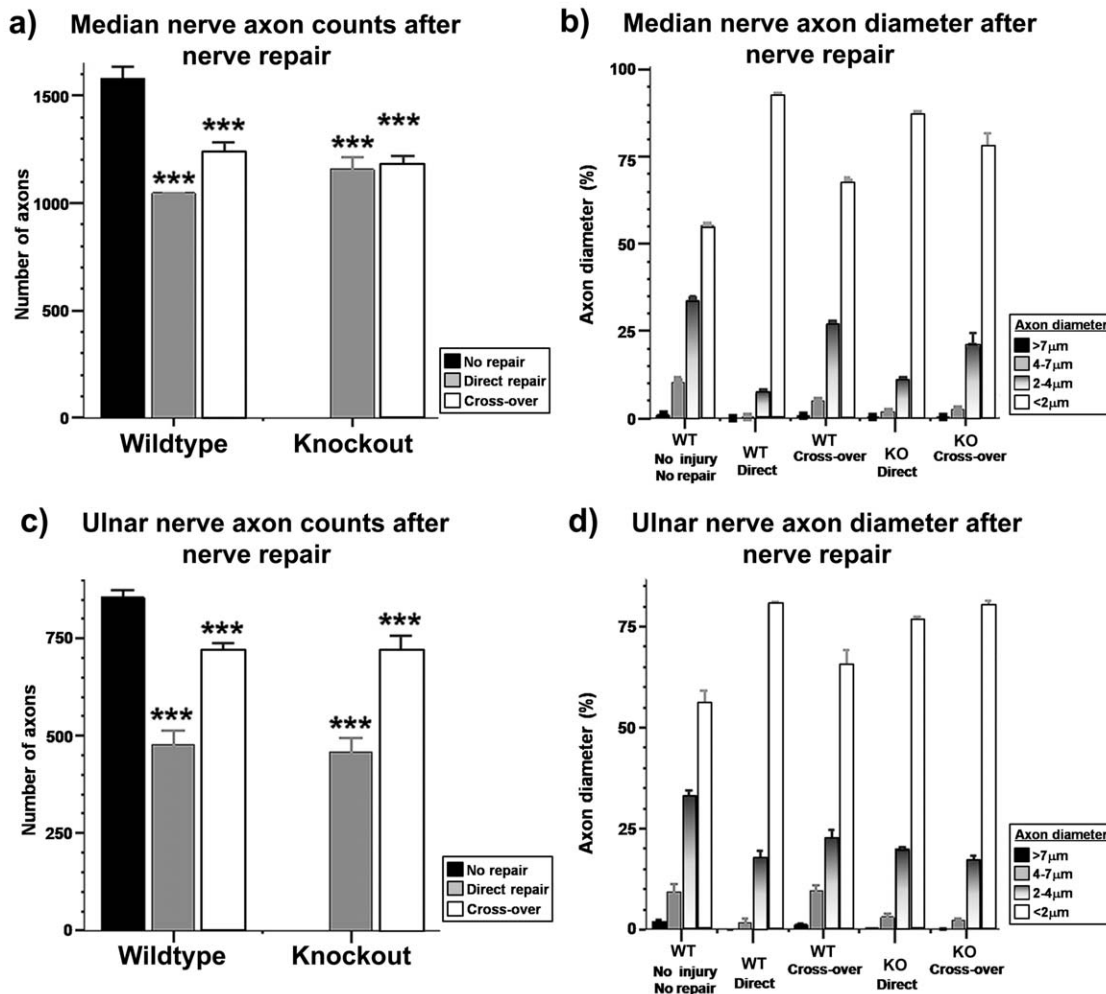 a) Median nerve axon counts after
nerve repair
1500
1000
500
0
Number of axons
***
***
***
***
No repair
Direct repair
Cross-over
Wildtype
Knockout
b) Median nerve axon diameter after
nerve repair
100
75
50
25
0
Axon diameter (%)
Axon diameter
>7µm
4-7µm
2-4µm
<2µm
WT
No injury
No repair
WT
Direct
WT
Cross-over
KO
Direct
KO
Cross-over
c) Ulnar nerve axon counts after
nerve repair
750
500
250
0
Number of axons
***
***
***
***
No repair
Direct repair
Cross-over
Wildtype
Knockout
d) Ulnar nerve axon diameter after
nerve repair
75
50
25
0
Axon diameter (%)
Axon diameter
>7µm
4-7µm
2-4µm
<2µm
WT
No injury
No repair
WT
Direct
WT
Cross-over
KO
Direct
KO
Cross-over